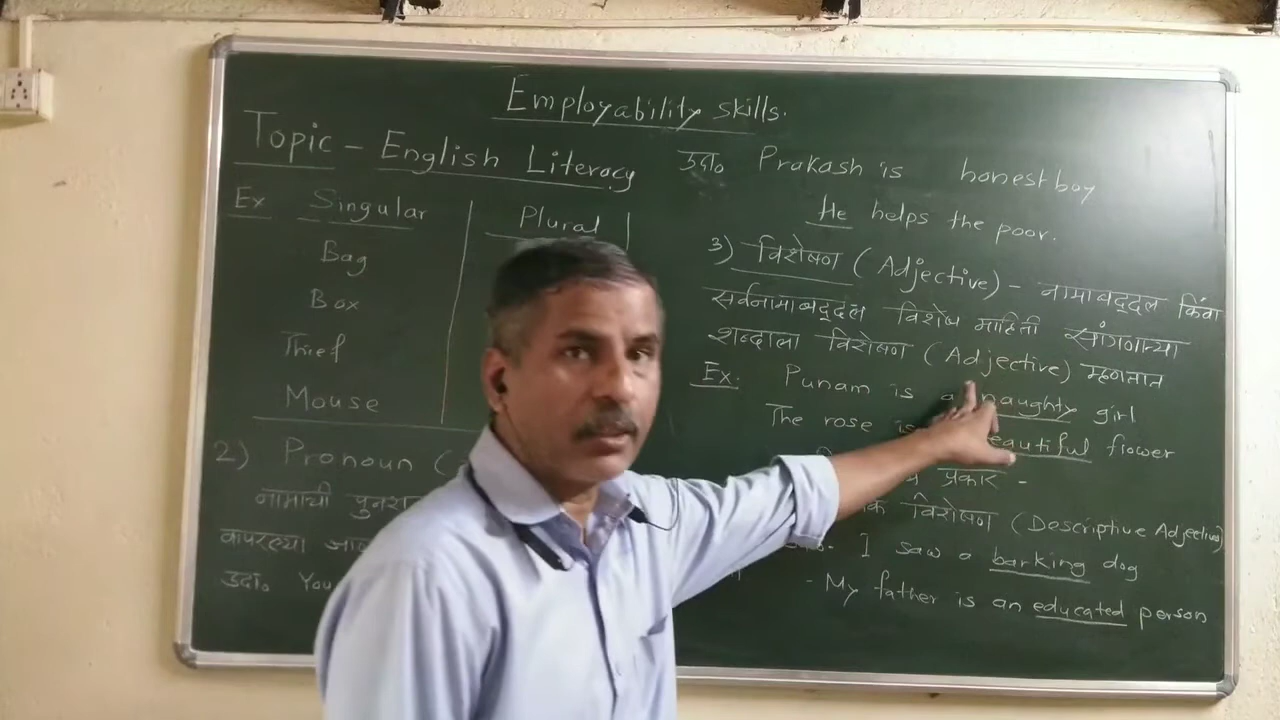 Employability skills.
Topic - English Literacy
Ex Singular Plural
Bag
Box
Thief
Mouse
2) Pronoun (
नामाची
वापरल्या
उदा० You
उदा० Prakash is honest boy
He helps the poor.
3) विशेषण (Adjective) - नामाबद्दल किंवा
सर्वनामाबद्दल विशेष माहिती सांगणाऱ्या
शब्दाला विशेषण (Adjective) म्हणतात
Ex. Punam is a naughty girl
The rose is beautiful flower
प्रकार -
विशेषण (Descriptive Adjective)
I saw a barking dog
- My father is an educated person